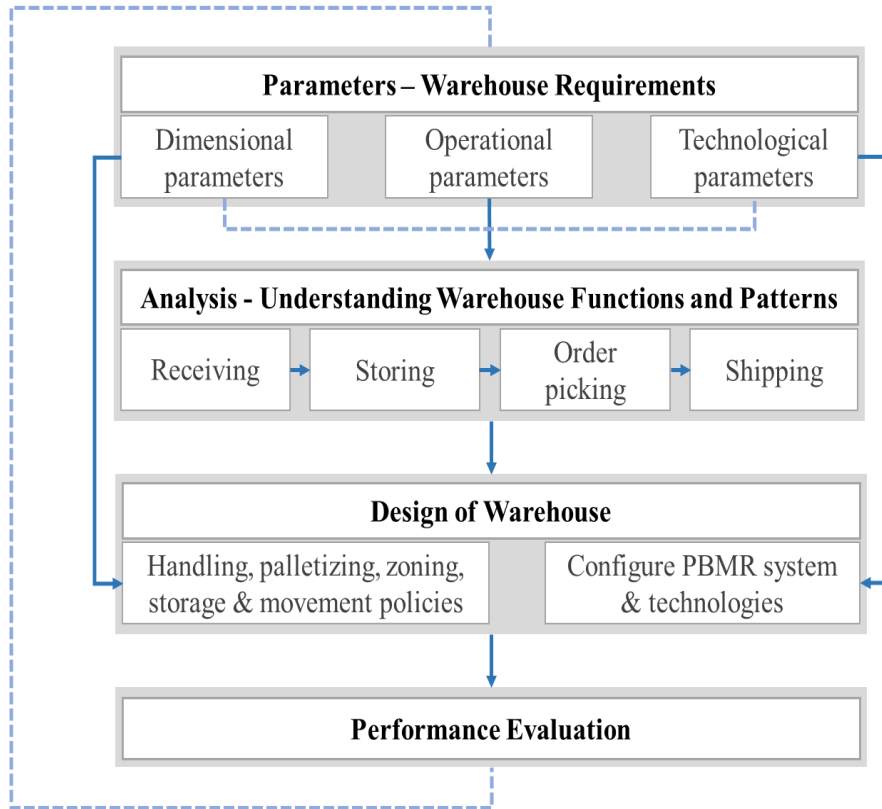 Parameters – Warehouse Requirements
Dimensional
parameters
Operational
parameters
Technological
parameters
Analysis - Understanding Warehouse Functions and Patterns
Receiving
Storing
Order
picking
Shipping
Design of Warehouse
Handling, palletizing, zoning,
storage & movement policies
Configure PBMR system
& technologies
Performance Evaluation